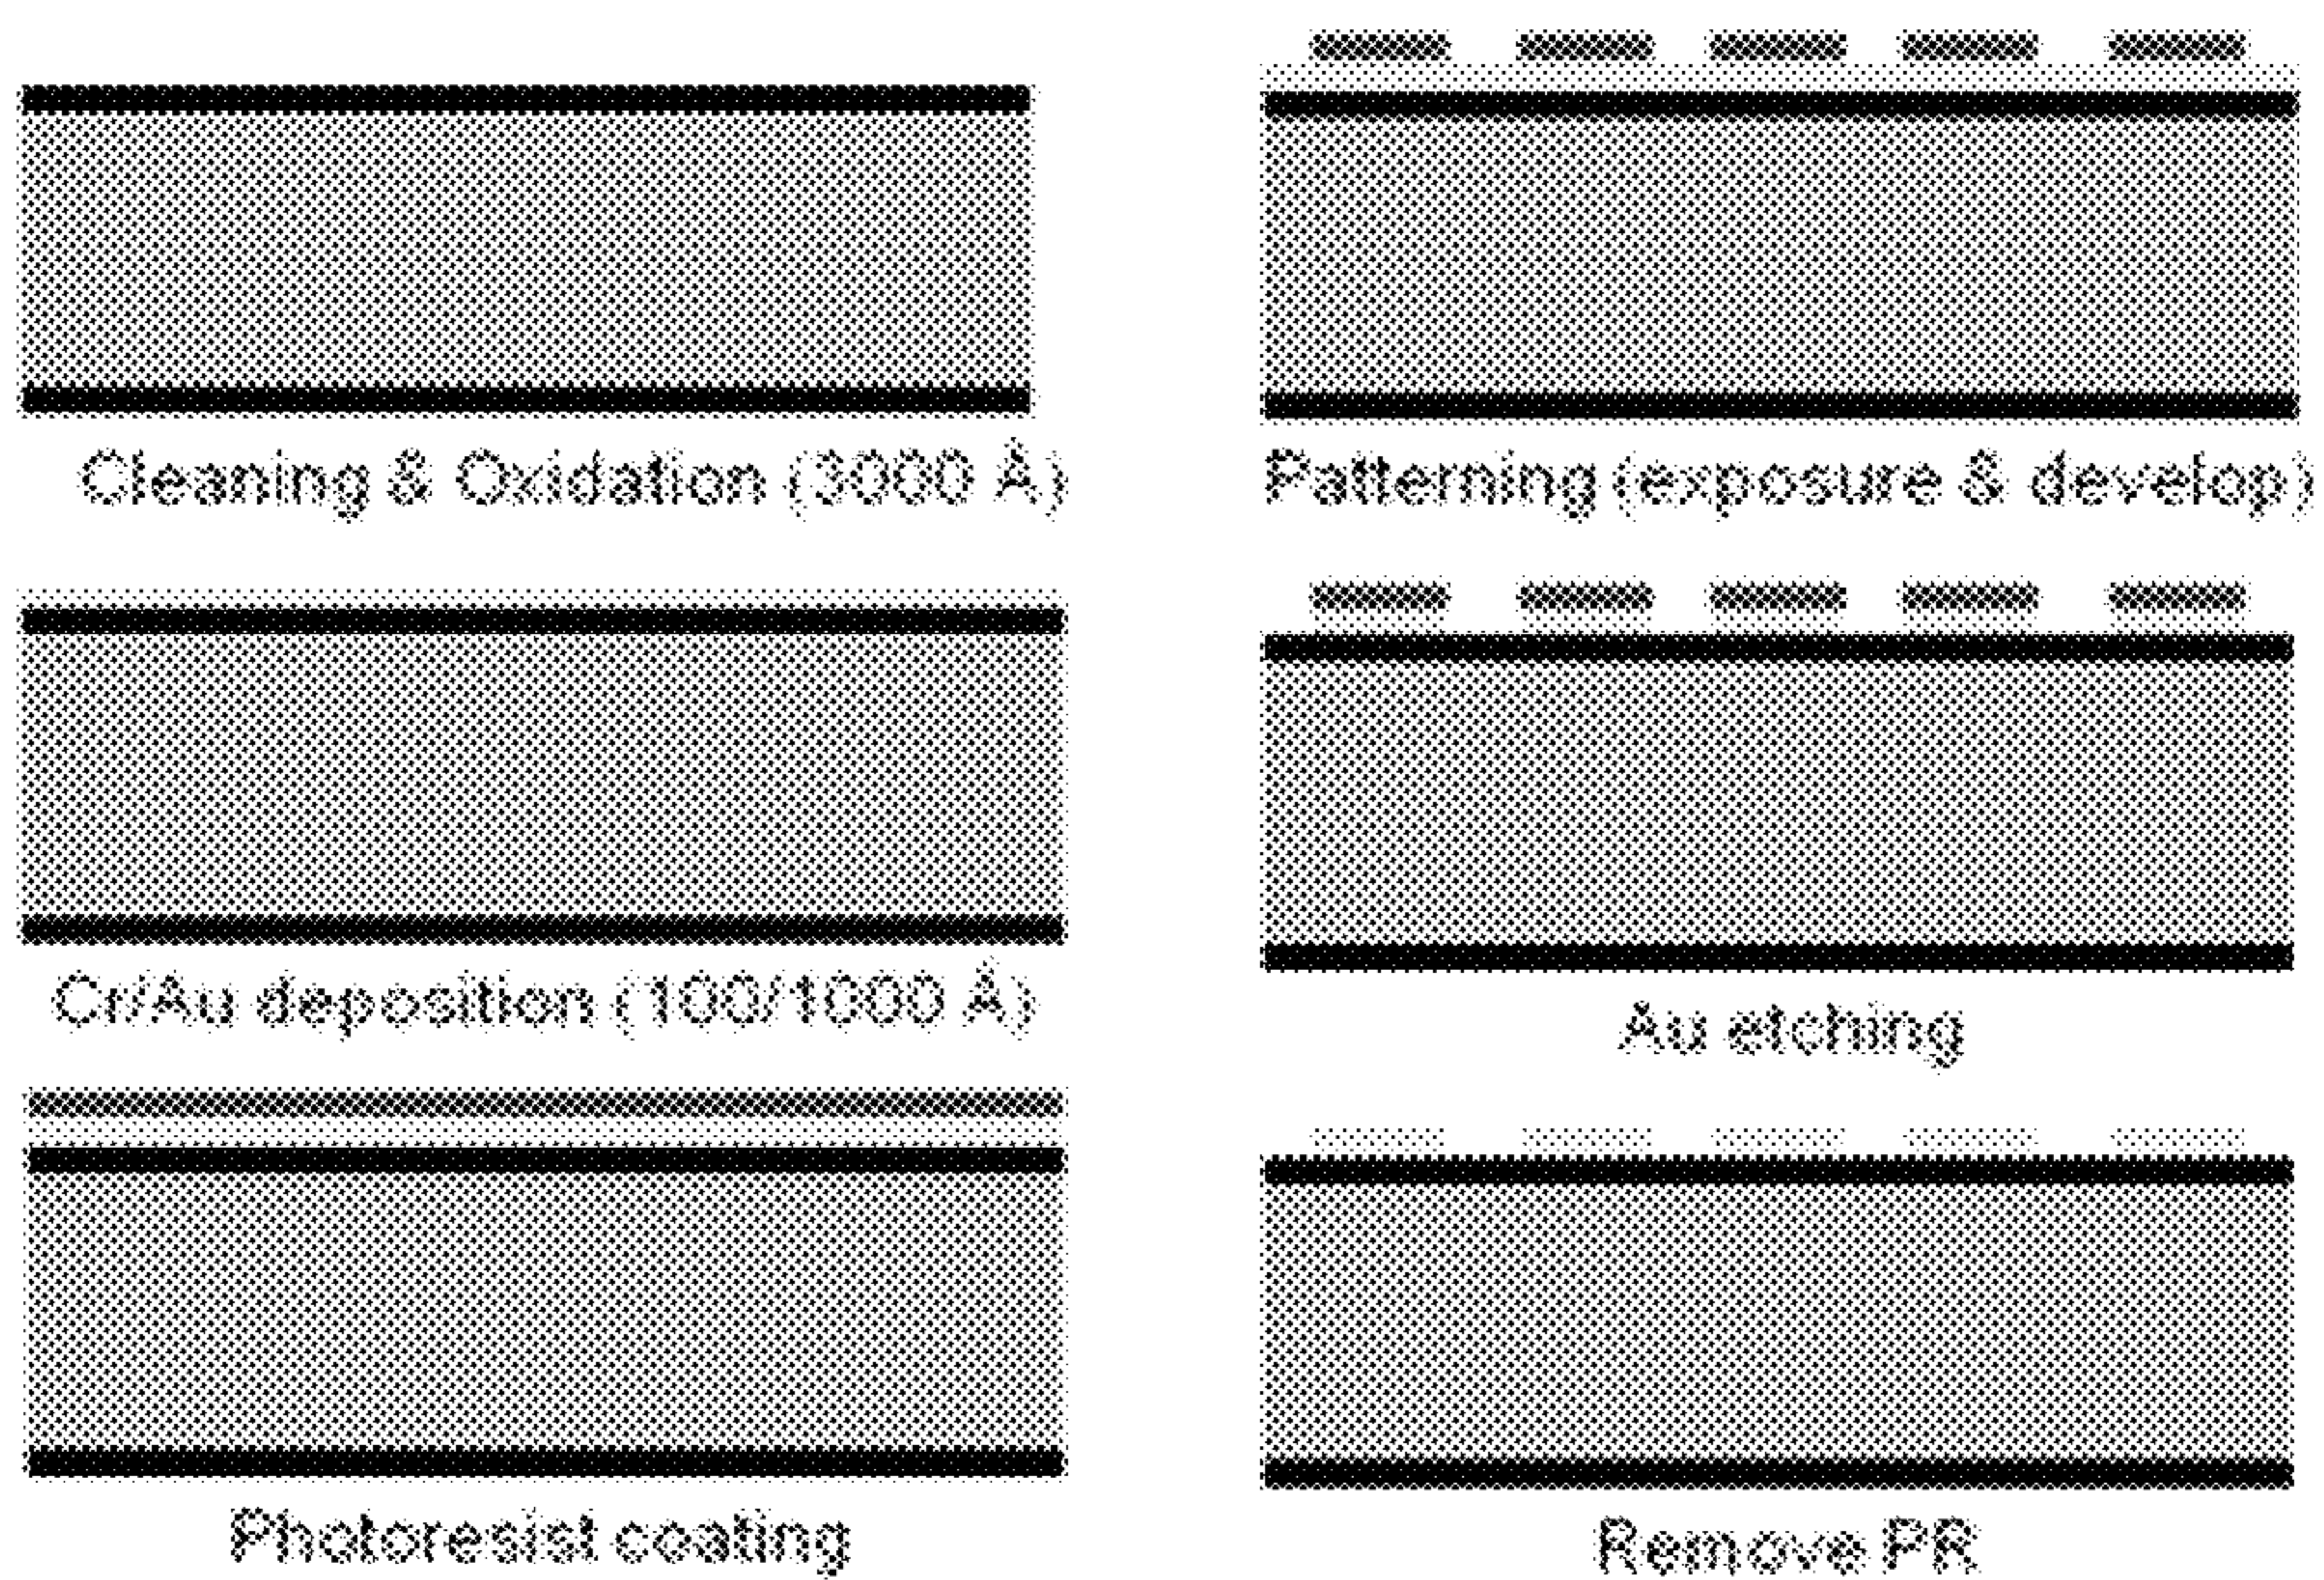 Cleaning & Oxidation (3000 Å)
Cr/Au deposition (100/1000 Å)
Photoresist coating
Patterning (exposure & develop)
Au etching
Remove PR